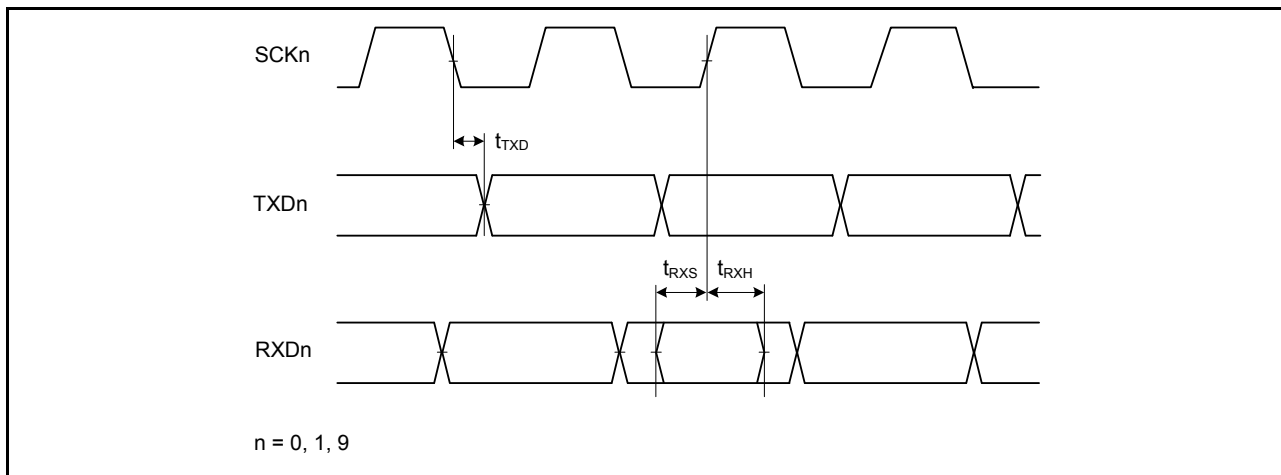 SCKn
tTXD
TXDn
tRXS tRXH
RXDn
n = 0, 1, 9